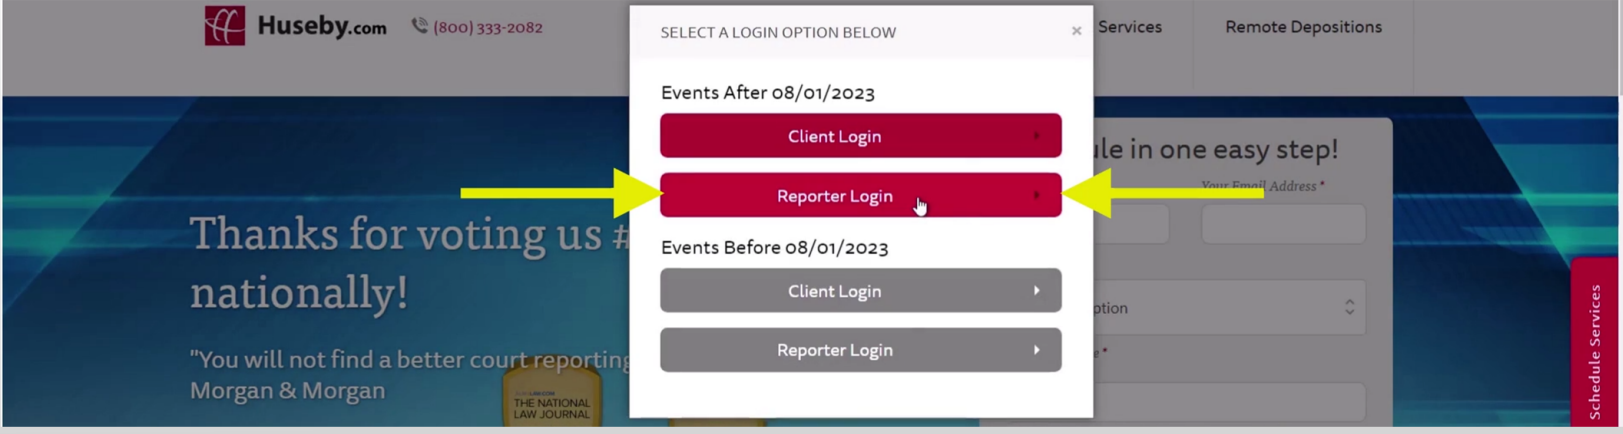 Huseby.com
(800) 333-2082
Services
Remote Depositions
SELECT A LOGIN OPTION BELOW
×
Events After 08/01/2023
Client Login
Reporter Login
Events Before 08/01/2023
Client Login
Reporter Login
Thanks for voting us #
nationally!
"You will not find a better court reporting
Morgan & Morgan
THE NATIONAL
LAW JOURNAL
in one easy step!
Your Email Address *
Schedule Services